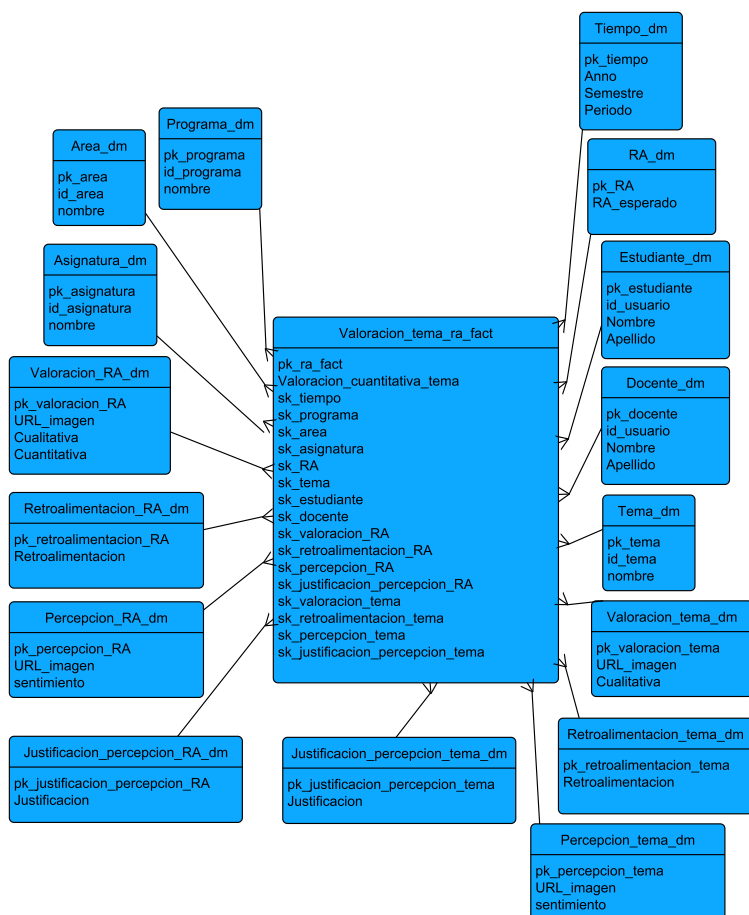 Tiempo_dm
pk_tiempo
Anno
Semestre
Periodo
Programa_dm
pk_programa
id_programa
nombre
Area_dm
pk_area
id_area
nombre
RA_dm
pk_RA
RA_esperado
Asignatura_dm
pk_asignatura
id_asignatura
nombre
Estudiante_dm
pk_estudiante
id_usuario
Nombre
Apellido
Valoracion_tema_ra_fact
pk_ra_fact
Valoracion_cuantitativa_tema
sk_tiempo
sk_programa
sk_area
sk_asignatura
sk_RA
sk_tema
sk_estudiante
sk_docente
sk_valoracion_RA
sk_retroalimentacion_RA
sk_percepcion_RA
sk_justificacion_percepcion_RA
sk_valoracion_tema
sk_retroalimentacion_tema
sk_percepcion_tema
sk_justificacion_percepcion_tema
Valoracion_RA_dm
pk_valoracion_RA
URL_imagen
Cualitativa
Cuantitativa
Docente_dm
pk_docente
id_usuario
Nombre
Apellido
Retroalimentacion_RA_dm
pk_retroalimentacion_RA
Retroalimentacion
Tema_dm
pk_tema
id_tema
nombre
Percepcion_RA_dm
pk_percepcion_RA
URL_imagen
sentimiento
Valoracion_tema_dm
pk_valoracion_tema
URL_imagen
Cualitativa
Justificacion_percepcion_RA_dm
pk_justificacion_percepcion_RA
Justificacion
Justificacion_percepcion_tema_dm
pk_justificacion_percepcion_tema
Justificacion
Retroalimentacion_tema_dm
pk_retroalimentacion_tema
Retroalimentacion
Percepcion_tema_dm
pk_percepcion_tema
URL_imagen
sentimiento